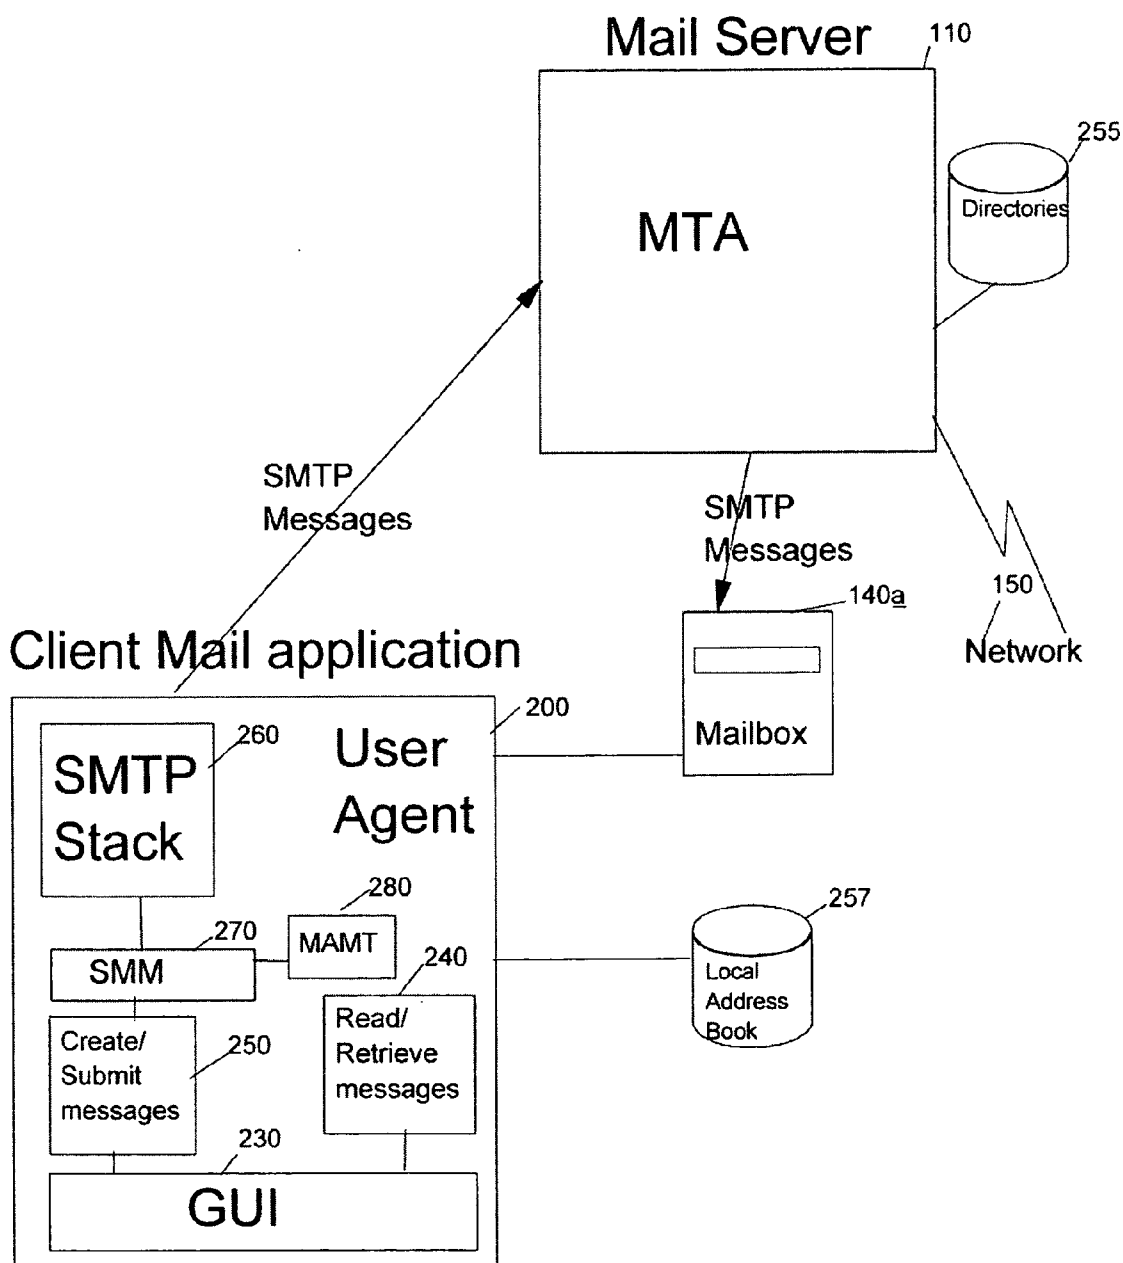 Mail Server
110
255
Directories
MTA
SMTP
Messages
SMTP
Messages
140a
150
Network
Client Mail application
200
260
SMTP
Stack
User
Agent
Mailbox
280
270
MAMT
SMM
240
257
Local
Address
Book
Create/
Submit
messages
250
Read/
Retrieve
messages
230
GUI